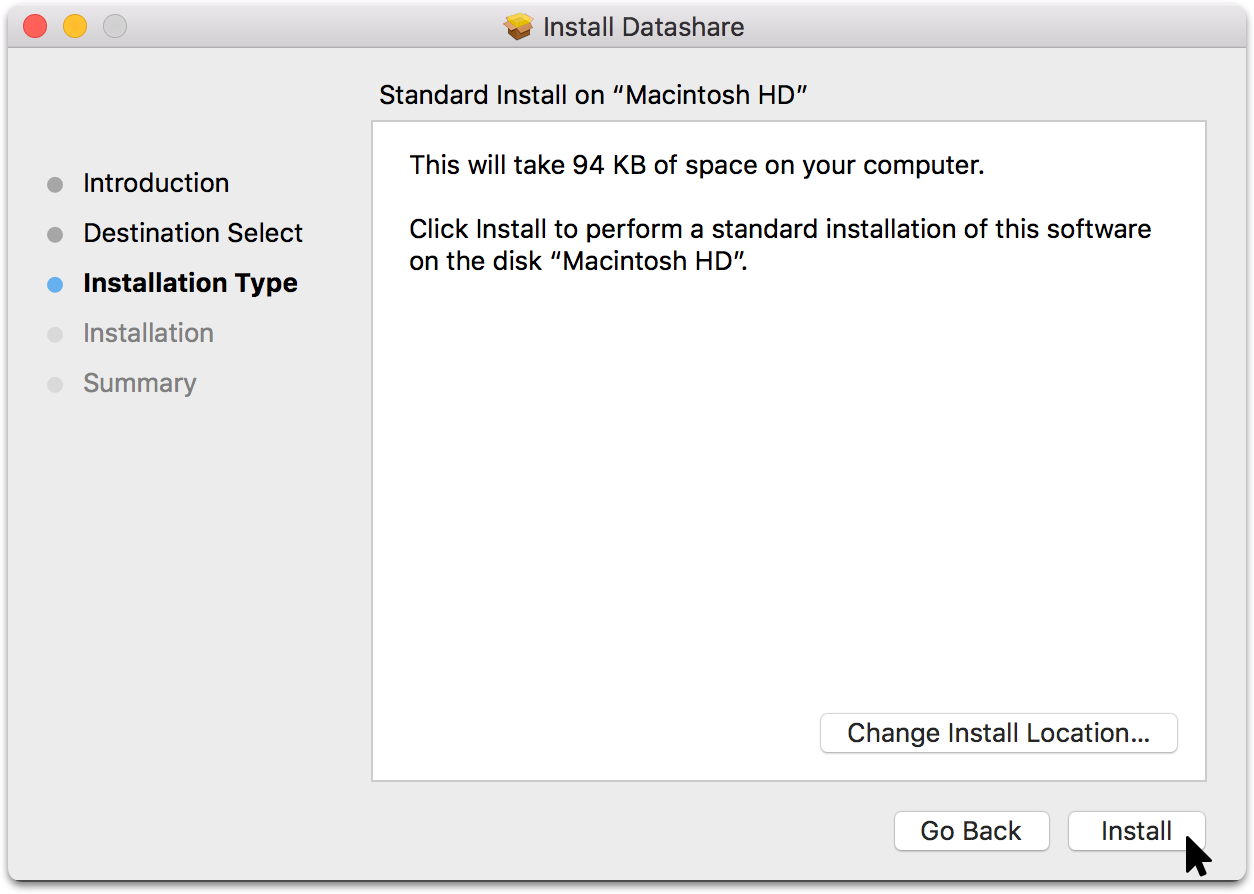 Install Datashare
Standard Install on “Macintosh HD”
Introduction
Destination Select
Installation Type
Installation
Summary
This will take 94 KB of space on your computer.
Click Install to perform a standard installation of this software
on the disk “Macintosh HD”.
Change Install Location...
Go Back
Install